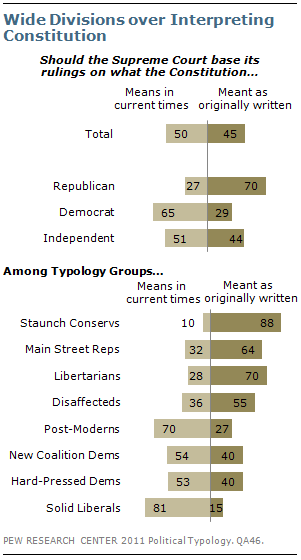 Wide Divisions over Interpreting
Constitution
Should the Supreme Court base its
rulings on what the Constitution...
Means in current times
Meant as originally written
Total 50 45
Republican 27 70
Democrat 65 29
Independent 51 44
Among Typology Groups...
Means in current times
Meant as originally written
Staunch Conservs 10 88
Main Street Reps 32 64
Libertarians 28 70
Disaffecteds 36 55
Post-Moderns 70 27
New Coalition Dems 54 40
Hard-Pressed Dems 53 40
Solid Liberals 81 15
PEW RESEARCH CENTER 2011 Political Typology. QA46.